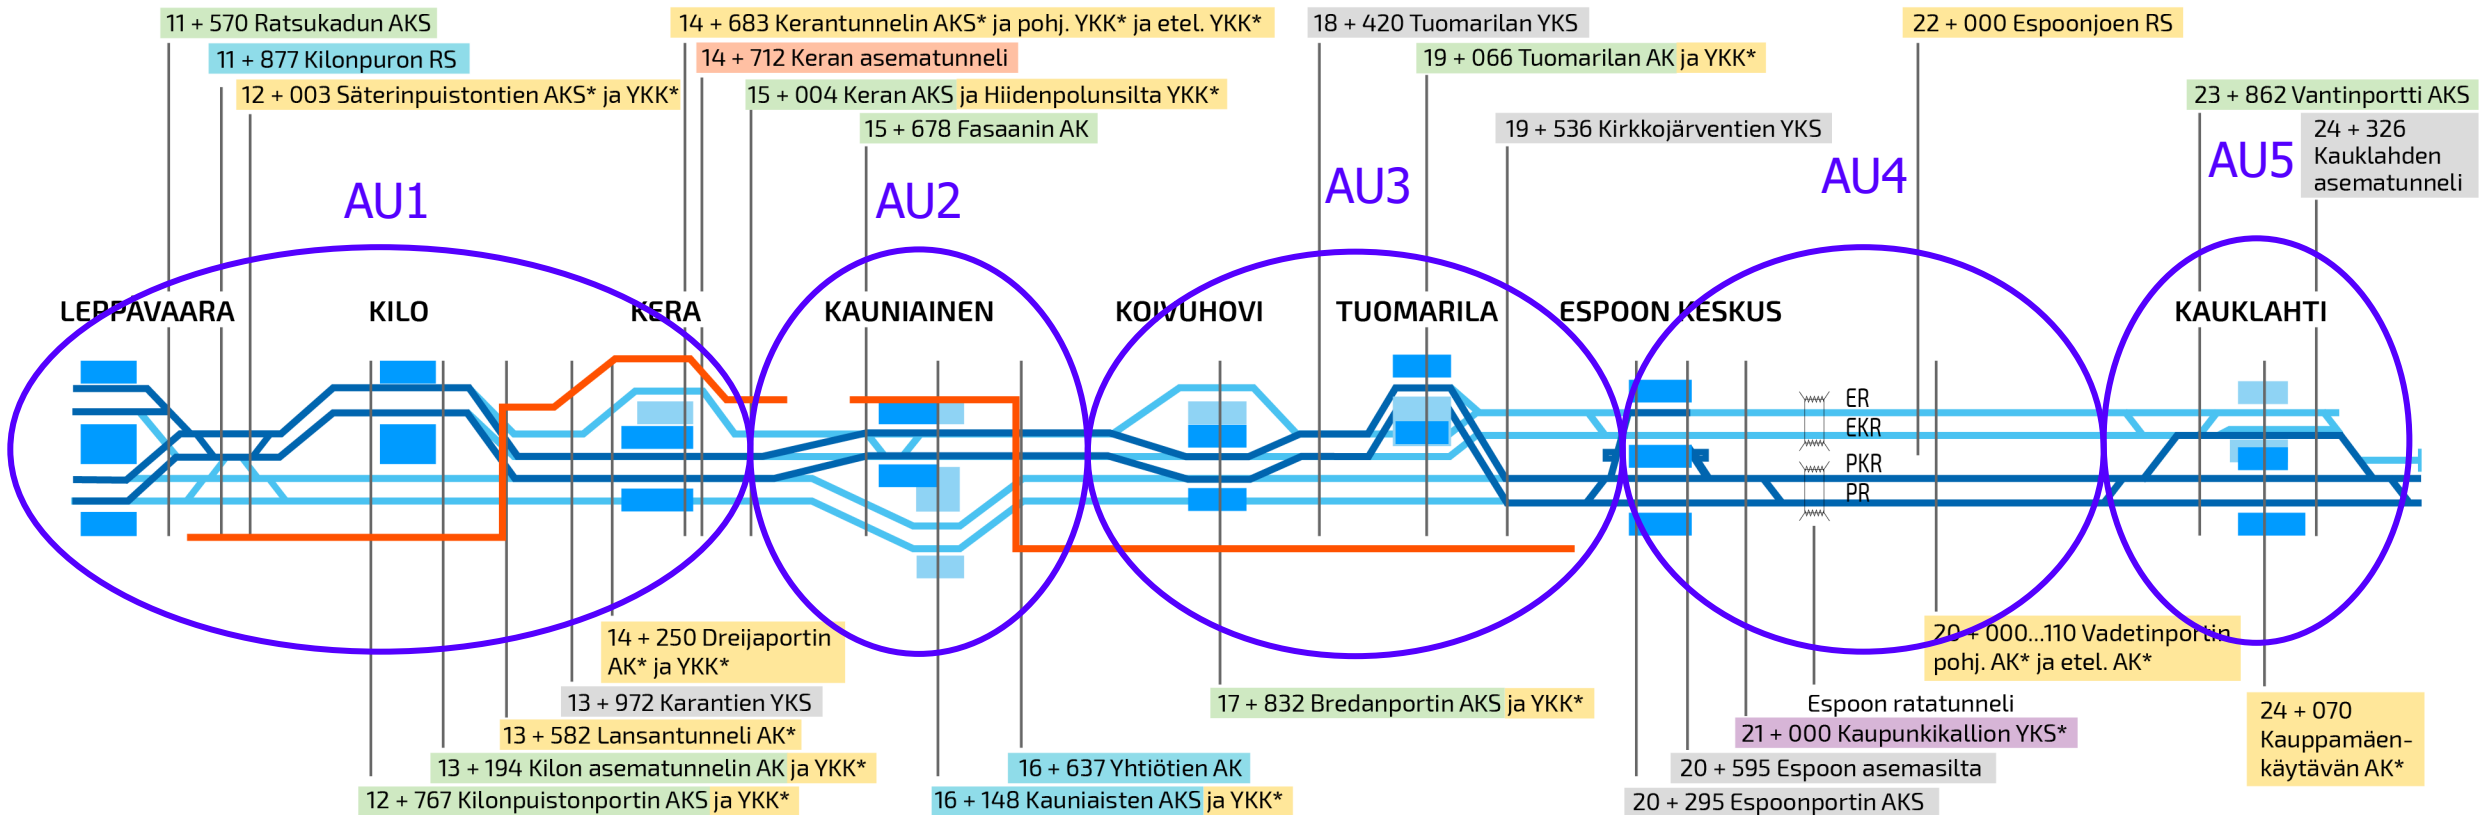 11 + 570 Ratsukadun AKS
11 + 877 Kilonpuron RS
12 + 003 Säterinpuistontien AKS* ja YKK*
14 + 683 Kerantunnelin AKS* ja pohj. YKK* ja etel. YKK*
14 + 712 Keran asematunneli
15 + 004 Keran AKS ja Hiidenpolunsilta YKK*
15 + 678 Fasaanin AK
18 + 420 Tuomarilan YKS
19 + 066 Tuomarilan AK ja YKK*
19 + 536 Kirkkojärventien YKS
22 + 000 Espoonjoen RS
23 + 862 Vantinportti AKS
24 + 326
Kauklahden
asematunneli
AU1
AU2
AU3
AU4
AU5
LEPPÄVAARA
KILO
KERA
KAUNIAINEN
KOIVUHOVI
TUOMARILA
ESPOON KESKUS
KAUKLAHTI
ER
EKR
PKR
PR
14 + 250 Dreijaportin
AK* ja YKK*
13 + 972 Karantien YKS
13 + 582 Lansantunneli AK*
13 + 194 Kilon asematunnelin AK ja YKK*
12 + 767 Kilonpuistonportin AKS ja YKK*
16 + 637 Yhtiötien AK
16 + 148 Kauniaisten AKS ja YKK*
17 + 832 Bredanportin AKS ja YKK*
20 + 000...110 Vadetinportin
pohj. AK* ja etel. AK*
Espoon ratatunneli
21 + 000 Kaupunkikallion YKS*
20 + 595 Espoon asemasilta
20 + 295 Espoonportin AKS
24 + 070
Kauppamäen-
käytävän AK*